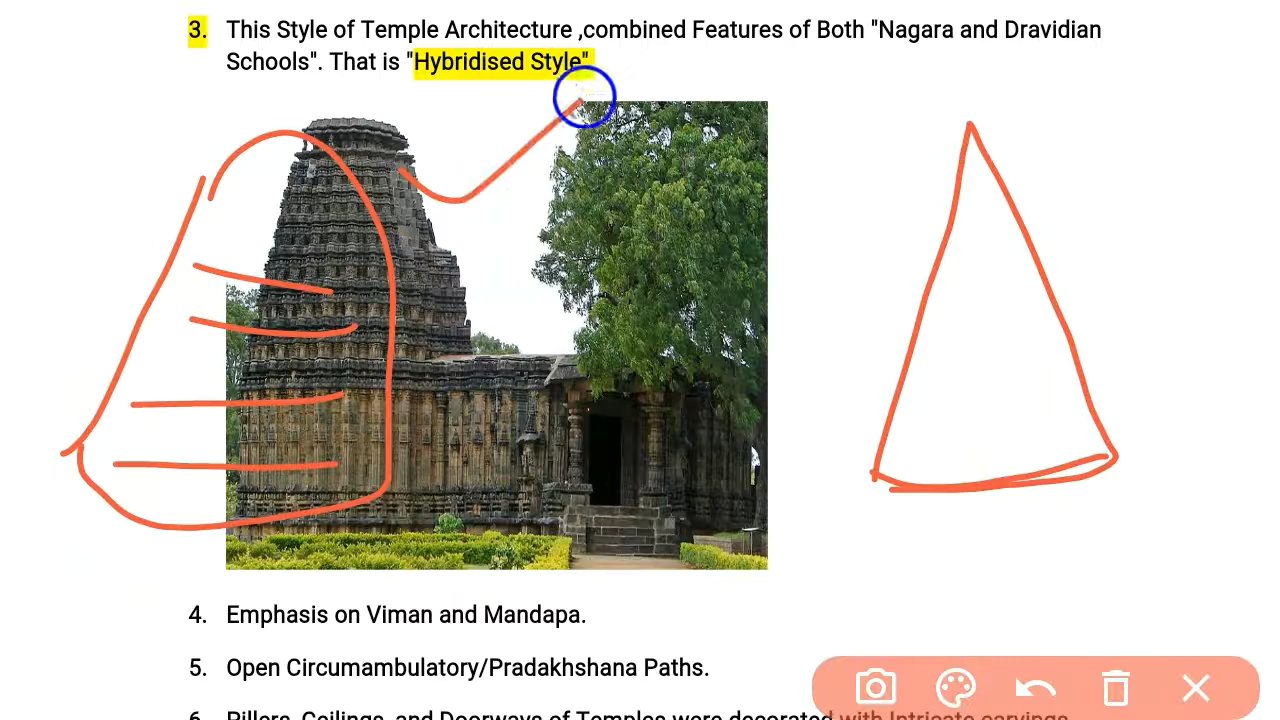 3. This Style of Temple Architecture ,combined Features of Both "Nagara and Dravidian
Schools". That is "Hybridised Style"
4. Emphasis on Viman and Mandapa.
5. Open Circumambulatory/Pradakhshana Paths.
6. Pillers, Ceilings, and Doorways of Temples were decorated with Intricate carvings